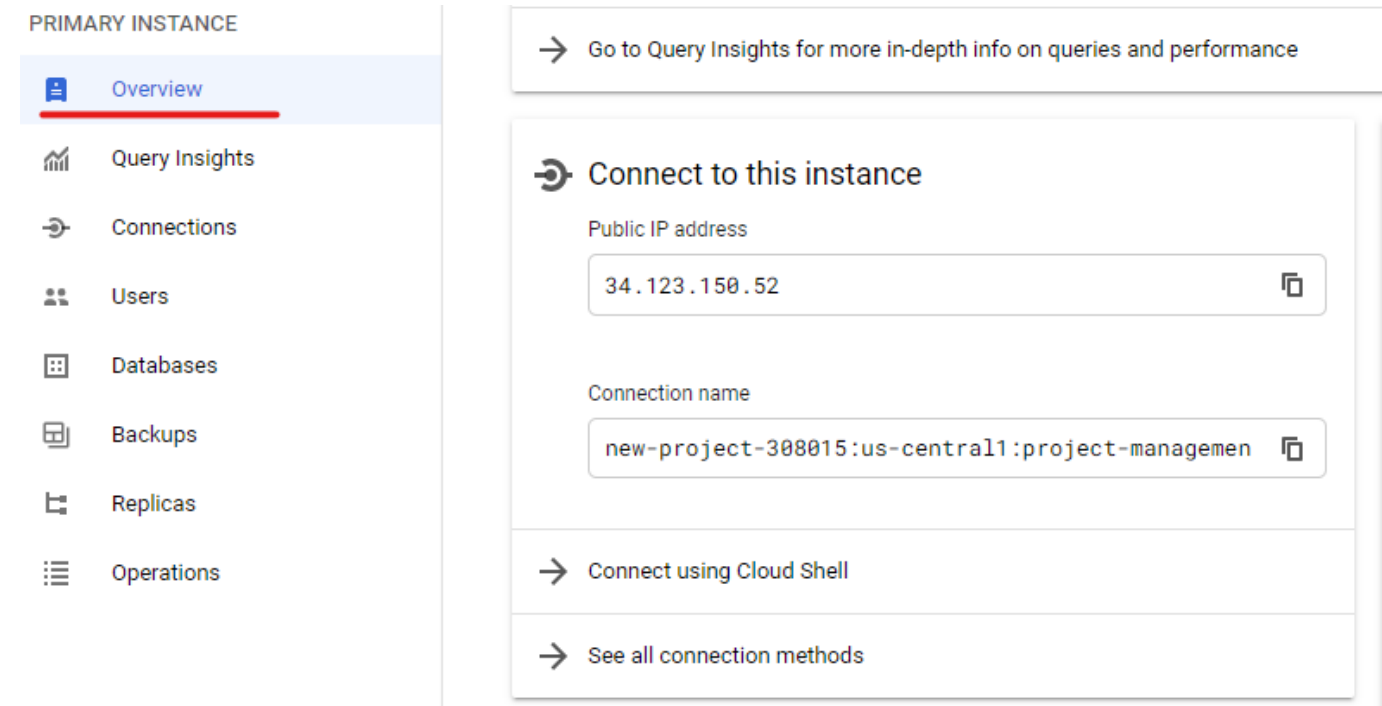 PRIMARY INSTANCE
Overview
Query Insights
Connections
Users
Databases
Backups
Replicas
Operations
Go to Query Insights for more in-depth info on queries and performance
Connect to this instance
Public IP address
34.123.150.52
Connection name
new-project-308015:us-central1:project-managemen
Connect using Cloud Shell
See all connection methods